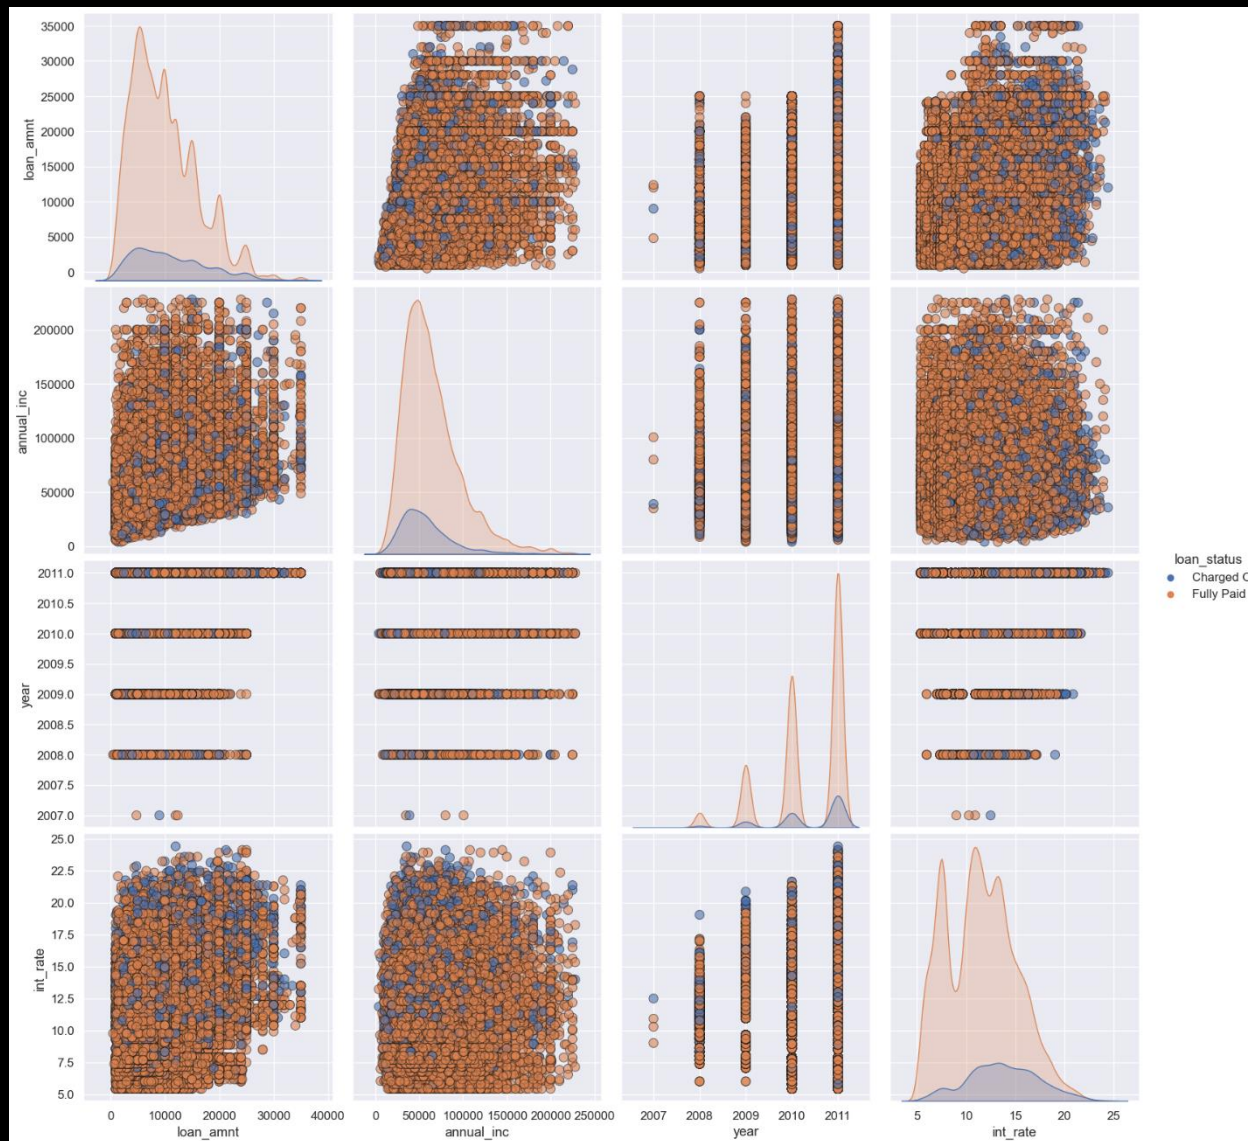 35000
30000
25000
20000
15000
10000
5000
0
loan_amnt
200000
150000
100000
50000
0
annual_inc
2011.0
2010.5
2010.0
2009.5
2009.0
2008.5
2008.0
2007.5
2007.0
year
25.0
22.5
20.0
17.5
15.0
12.5
10.0
7.5
5.0
int_rate
0 10000 20000 30000 40000
loan_amnt
0 50000 100000 150000 200000 250000
annual_inc
2007 2008 2009 2010 2011
year
5 10 15 20 25
int_rate
loan_status
Charged O
Fully Paid